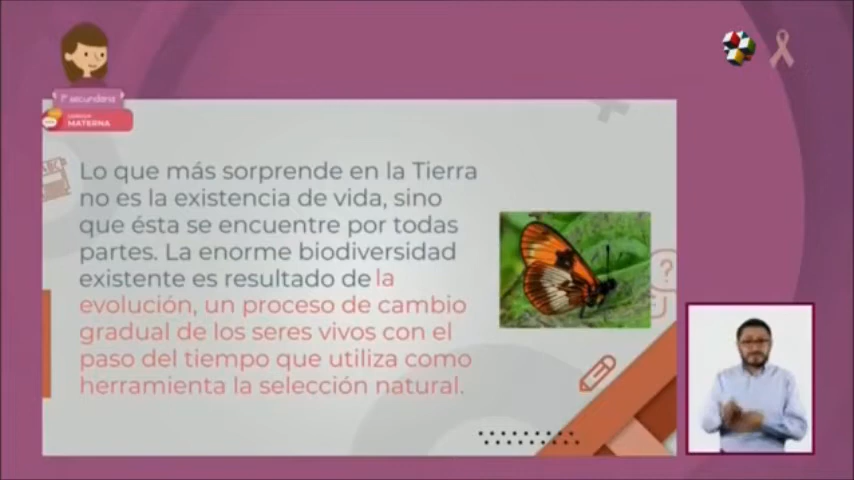 1° secundaria
LENGUA
MATERNA
Lo que más sorprende en la Tierra
no es la existencia de vida, sino
que ésta se encuentre por todas
partes. La enorme biodiversidad
existente es resultado de la
evolución, un proceso de cambio
gradual de los seres vivos con el
paso del tiempo que utiliza como
herramienta la selección natural.